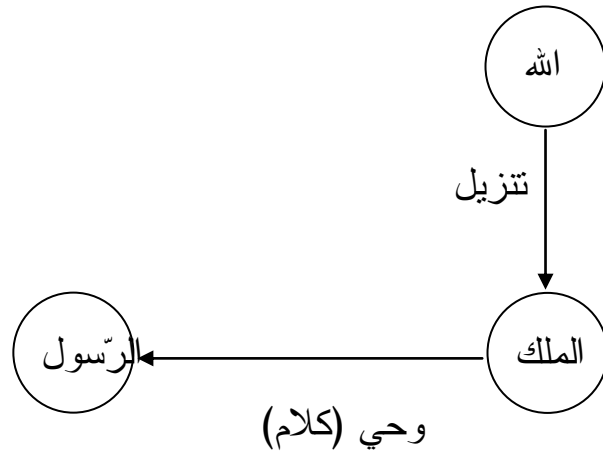 الله
تنزيل
الملك
الرّسول
وحي (كلام)